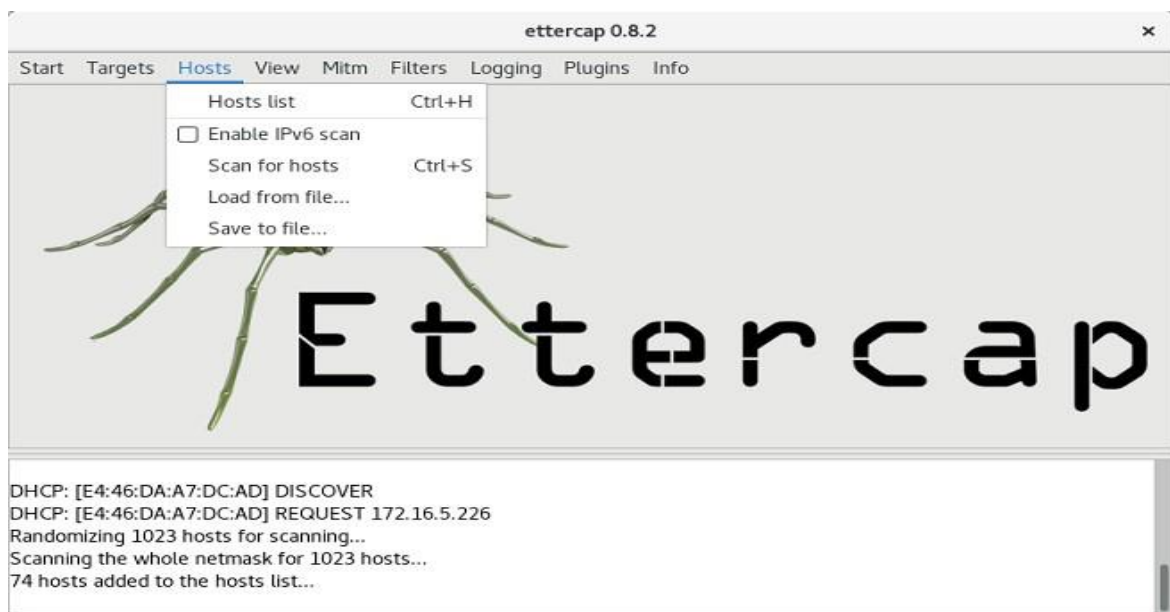 ettercap 0.8.2 ×
Start Targets Hosts View Mitm Filters Logging Plugins Info
Hosts list Ctrl+H
Enable IPv6 scan
Scan for hosts Ctrl+S
Load from file...
Save to file...
Ettercap
DHCP: [E4:46:DA:A7:DC:AD] DISCOVER
DHCP: [E4:46:DA:A7:DC:AD] REQUEST 172.16.5.226
Randomizing 1023 hosts for scanning...
Scanning the whole netmask for 1023 hosts...
74 hosts added to the hosts list...